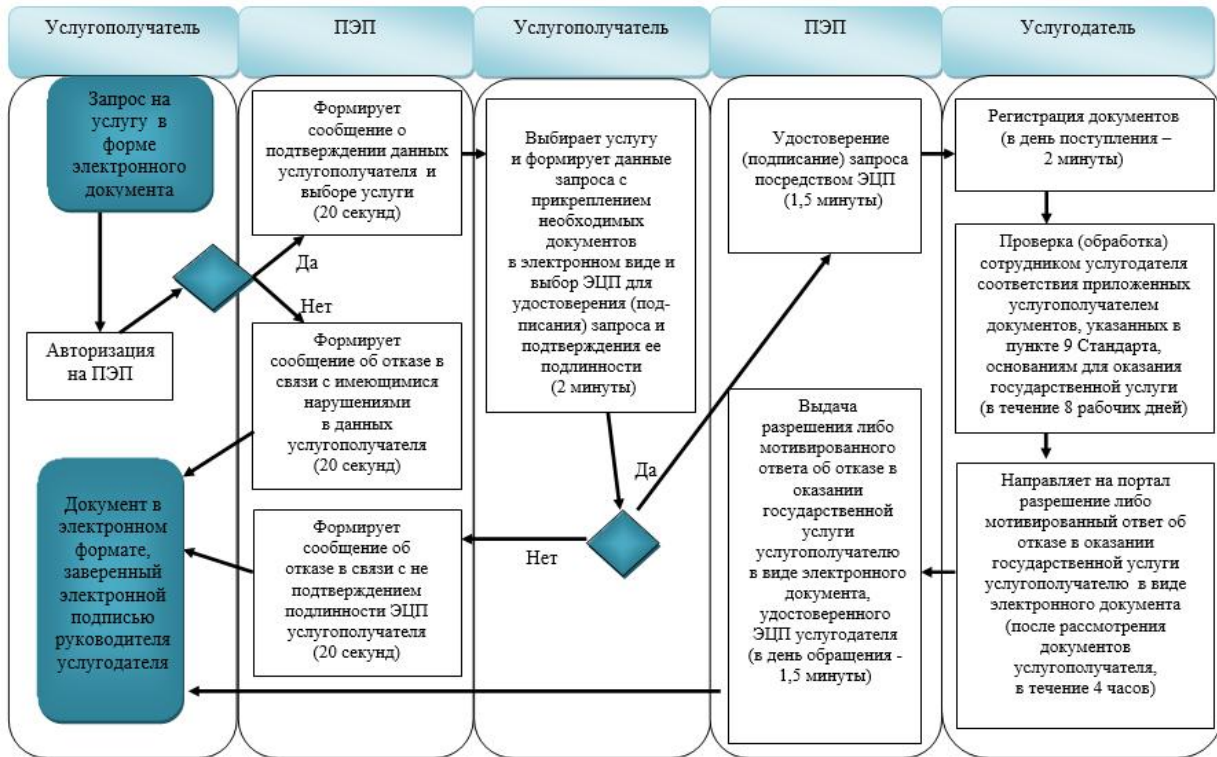 Услугополучатель
ПЭП
Услугополучатель
ПЭП
Услугодатель
Запрос на
услугу в
форме
электронного
документа
Авторизация
на ПЭП
Документ в
электронном
формате,
заверенный
электронной
подписью
руководителя
услугодателя
Формирует
сообщение о
подтверждении данных
услугополучателя и
выборе услуги
(20 секунд)
Да
Нет
Формирует
сообщение об отказе в
связи с имеющимися
нарушениями
в данных
услугополучателя
(20 секунд)
Формирует
сообщение об
отказе в связи с не
подтверждением
подлинности ЭЦП
услугополучателя
(20 секунд)
Выбирает услугу
и формирует данные
запроса с
прикреплением
необходимых
документов
в электронном виде и
выбор ЭЦП для
удостоверения (под-
писания) запроса и
подтверждения ее
подлинности
(2 минуты)
Да
Нет
Удостоверение
(подписание) запроса
посредством ЭЦП
(1,5 минуты)
Выдача
разрешения либо
мотивированного
ответа об отказе в
оказании
государственной
услуги
услугополучателю
в виде электронного
документа,
удостоверенного
ЭЦП услугодателя
(в день обращения -
1,5 минуты)
Регистрация документов
(в день поступления –
2 минуты)
Проверка (обработка)
сотрудником услугодателя
соответствия приложенных
услугополучателем
документов, указанных в
пункте 9 Стандарта,
основаниям для оказания
государственной услуги
(в течение 8 рабочих дней)
Направляет на портал
разрешение либо
мотивированный ответ об
отказе в оказании
государственной услуги
услугополучателю в виде
электронного документа
(после рассмотрения
документов
услугополучателя,
в течение 4 часов)